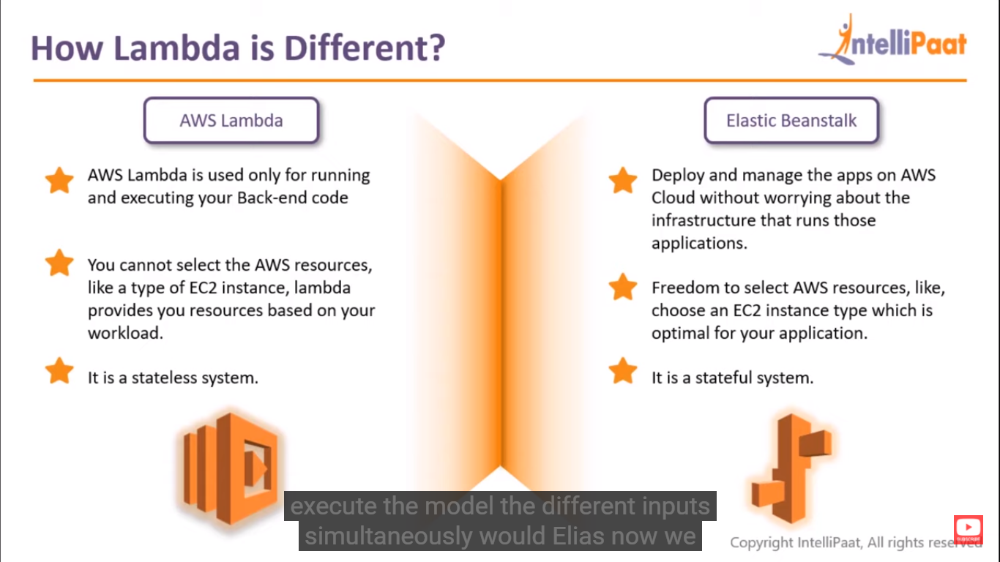 How Lambda is Different?
IntelliPaat
AWS Lambda
AWS Lambda is used only for running
and executing your Back-end code
You cannot select the AWS resources,
like a type of EC2 instance, lambda
provides you resources based on your
workload.
It is a stateless system.
Elastic Beanstalk
Deploy and manage the apps on AWS
Cloud without worrying about the
infrastructure that runs those
applications.
Freedom to select AWS resources, like,
choose an EC2 instance type which is
optimal for your application.
It is a stateful system.
execute the model the different inputs
simultaneously would Elias now we
SUBSCRIBE
Copyright IntelliPaat, All rights reserved